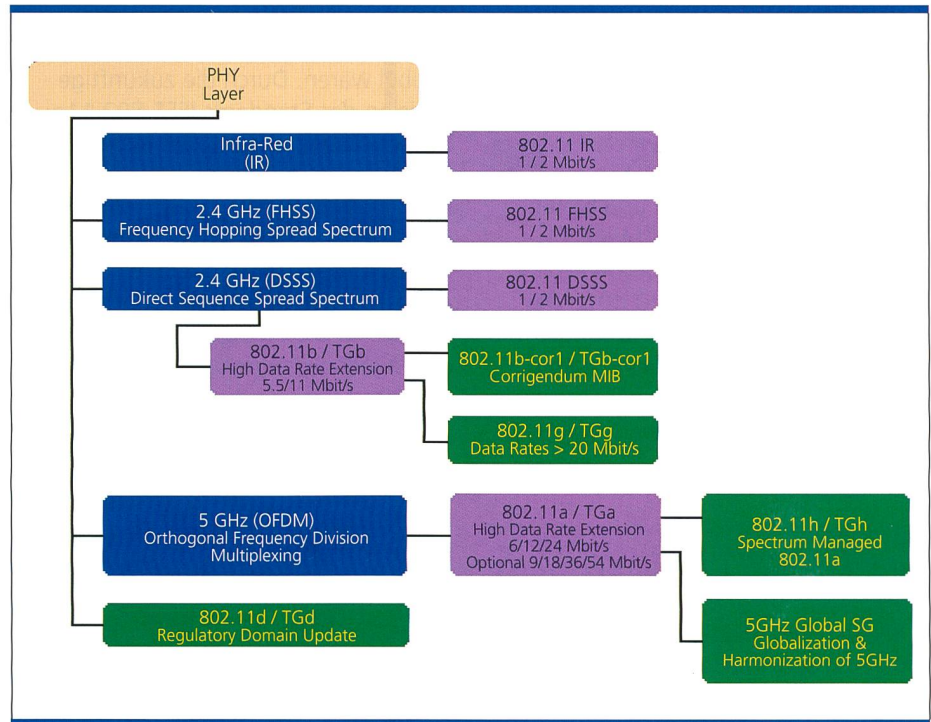 PHY
Layer
Infra-Red
(IR)
802.11 IR
1 / 2 Mbit/s
2.4 GHz (FHSS)
Frequency Hopping Spread Spectrum
802.11 FHSS
1 / 2 Mbit/s
2.4 GHz (DSSS)
Direct Sequence Spread Spectrum
802.11 DSSS
1 / 2 Mbit/s
802.11b / TGb
High Data Rate Extension
5.5/11 Mbit/s
802.11b-cor1 / TGb-cor1
Corrigendum MIB
802.11g / TGg
Data Rates > 20 Mbit/s
5 GHz (OFDM)
Orthogonal Frequency Division
Multiplexing
802.11a / TGa
High Data Rate Extension
6/12/24 Mbit/s
Optional 9/18/36/54 Mbit/s
802.11h / TGh
Spectrum Managed
802.11a
802.11d / TGd
Regulatory Domain Update
5GHz Global SG
Globalization &
Harmonization of 5GHz